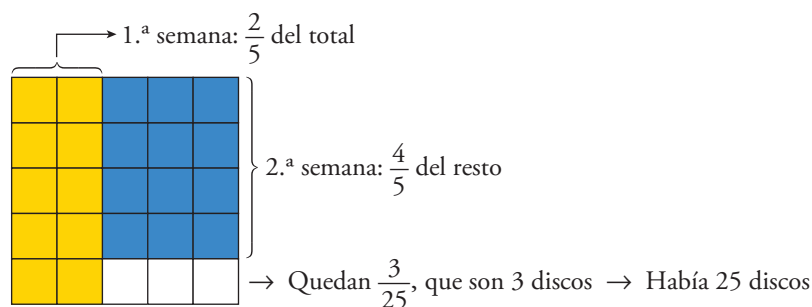 1.ª semana: 2/5 del total
2.ª semana: 4/5 del resto
→ Quedan 3/25, que son 3 discos → Había 25 discos